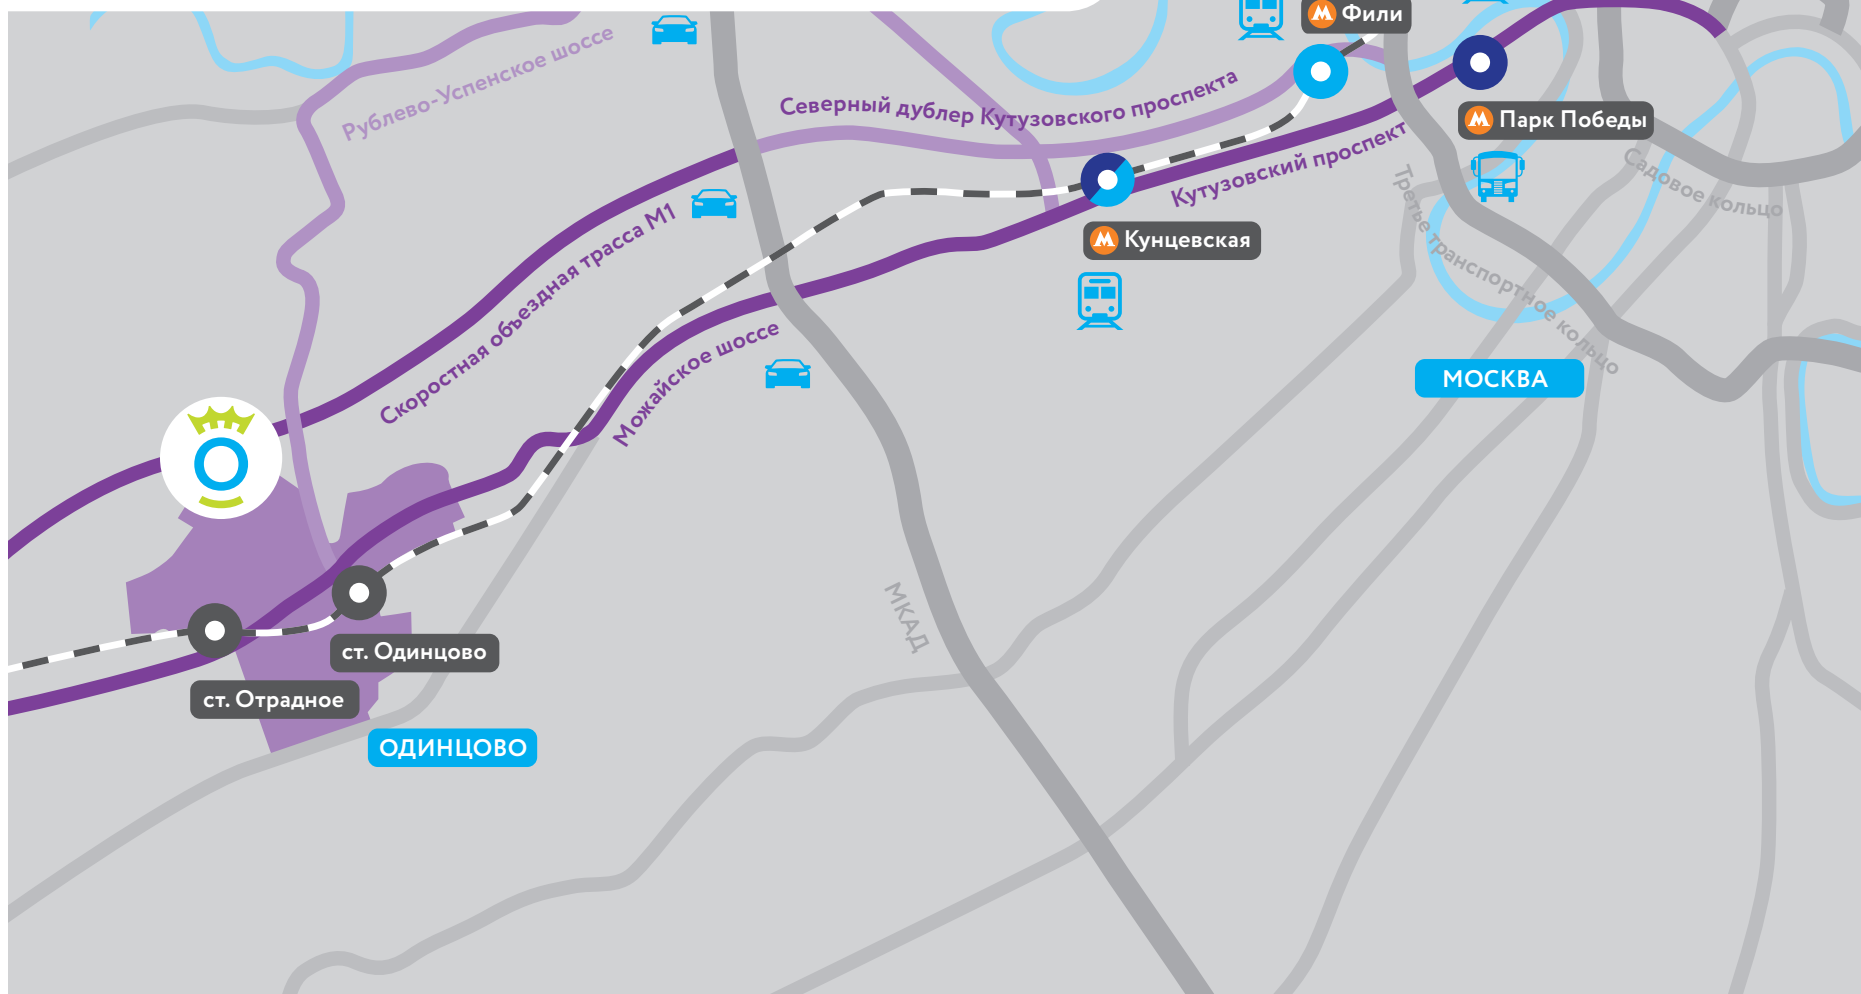 Фили
Рублево-Успенское шоссе
Северный дублер Кутузовского проспекта
Парк Победы
Кутузовский проспект
Садовое кольцо
Третье транспортное кольцо
Кунцевская
Скоростная объездная трасса М1
Можайское шоссе
МОСКВА
МКАД
ст. Одинцово
ст. Отрадное
ОДИНЦОВО